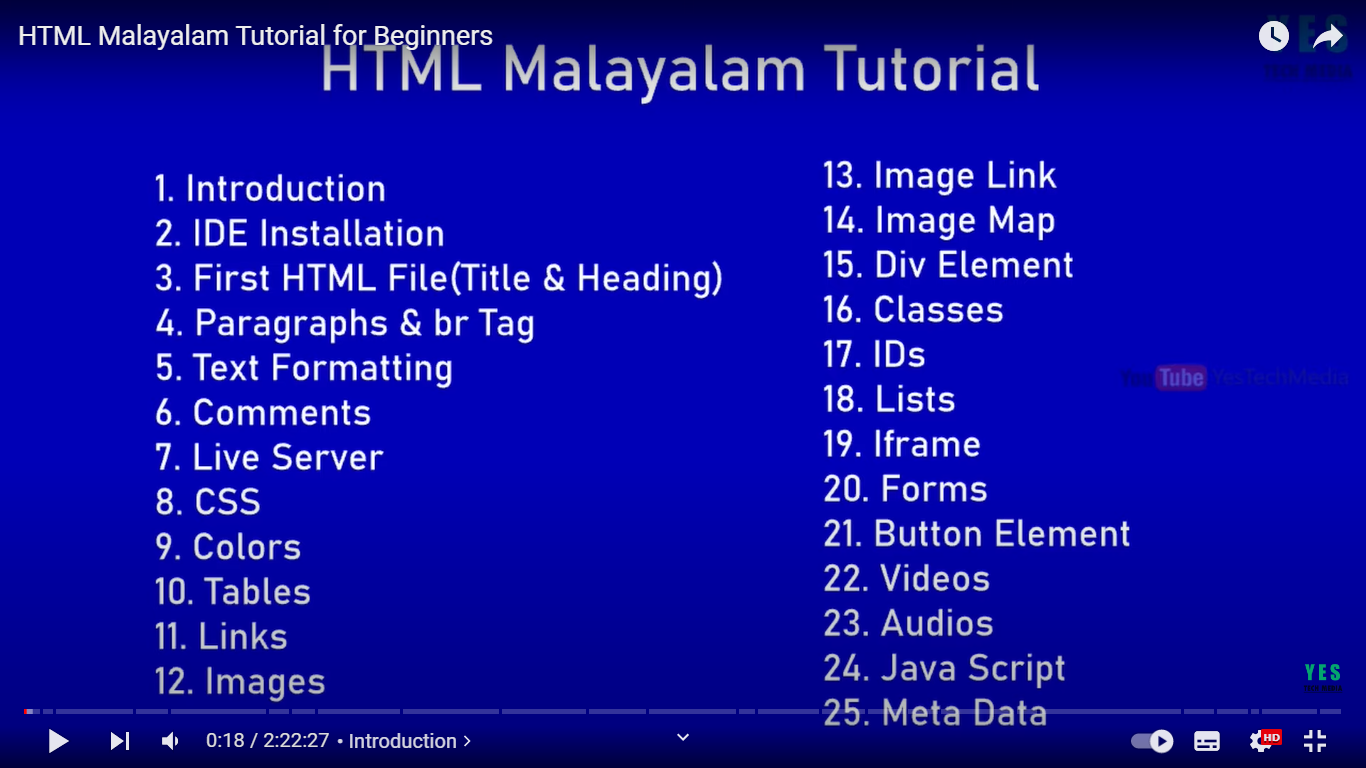 HTML Malayalam Tutorial for Beginners
YES
TECH MEDIA
HTML Malayalam Tutorial
1. Introduction
2. IDE Installation
3. First HTML File(Title & Heading)
4. Paragraphs & br Tag
5. Text Formatting
6. Comments
7. Live Server
8. CSS
9. Colors
10. Tables
11. Links
12. Images
13. Image Link
14. Image Map
15. Div Element
16. Classes
17. IDs
18. Lists
19. Iframe
20. Forms
21. Button Element
22. Videos
23. Audios
24. Java Script
25. Meta Data
YouTube YesTechMedia
YES
TECH MEDIA
0:18 / 2:22:27 • Introduction >
HD